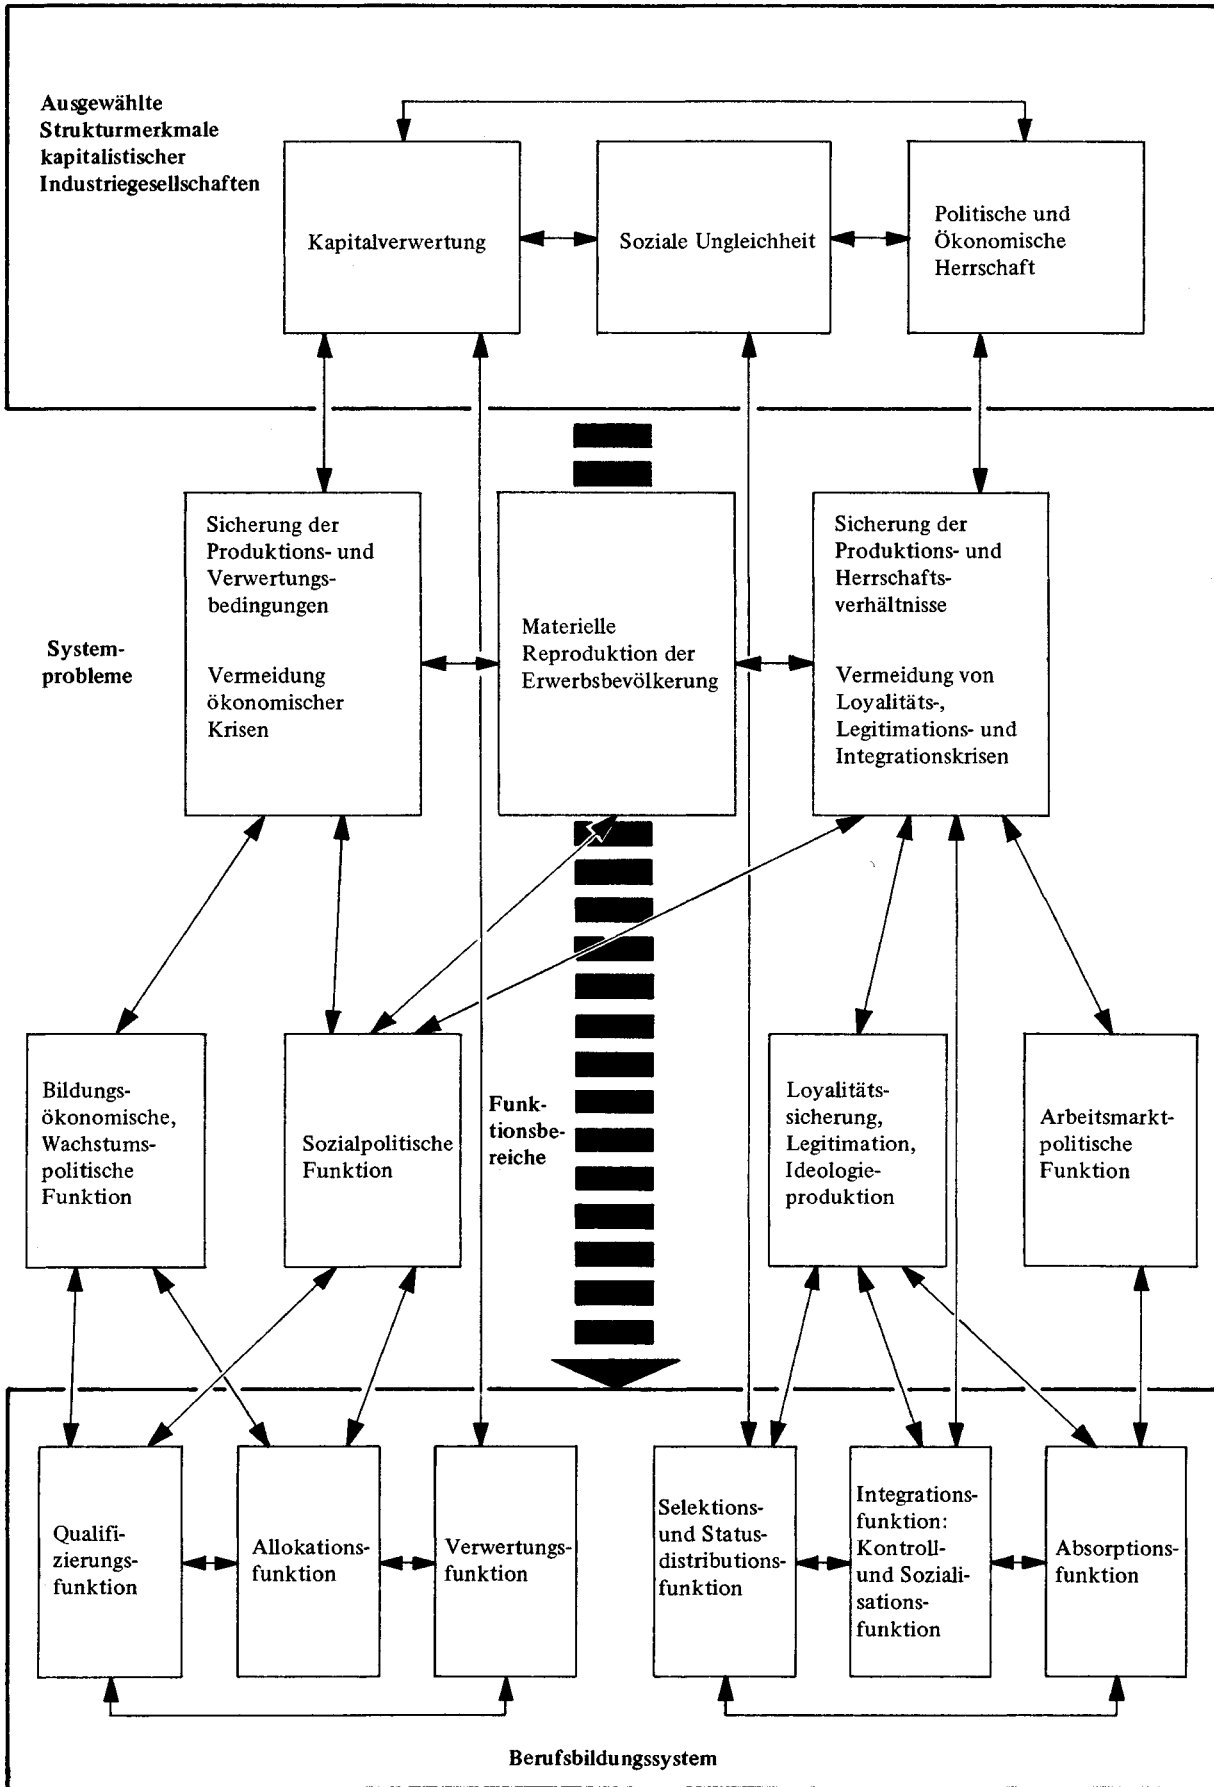 Ausgewählte
Strukturmerkmale
kapitalistischer
Industriegesellschaften
Kapitalverwertung
Soziale Ungleichheit
Politische und
Ökonomische
Herrschaft
Sicherung der
Produktions- und
Verwertungs-
bedingungen
Vermeidung
ökonomischer
Krisen
Materielle
Reproduktion der
Erwerbsbevölkerung
Sicherung der
Produktions- und
Herrschafts-
verhältnisse
Vermeidung von
Loyalitäts-,
Legitimations- und
Integrationskrisen
System-
probleme
Bildungs-
ökonomische,
Wachstums-
politische
Funktion
Sozialpolitische
Funktion
Funk-
tionsbe-
reiche
Loyalitäts-
sicherung,
Legitimation,
Ideologie-
produktion
Arbeitsmarkt-
politische
Funktion
Qualifi-
zierungs-
funktion
Allokations-
funktion
Verwertungs-
funktion
Selektions-
und Status-
distributions-
funktion
Integrations-
funktion:
Kontroll-
und Soziali-
sations-
funktion
Absorptions-
funktion
Berufsbildungssystem